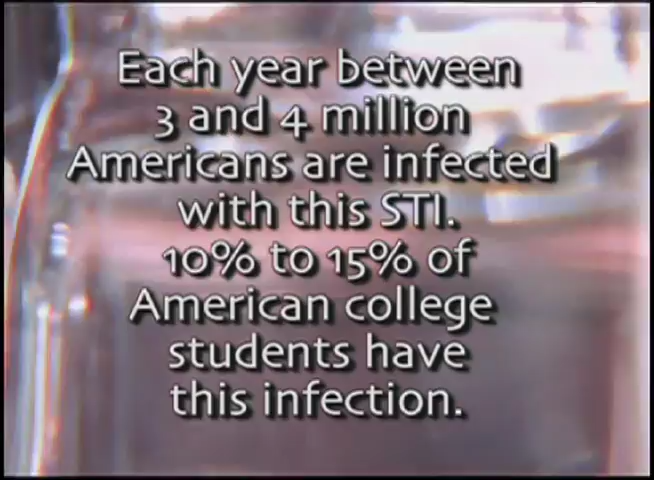 Each year between
3 and 4 million
Americans are infected
with this STI.
10% to 15% of
American college
students have
this infection.